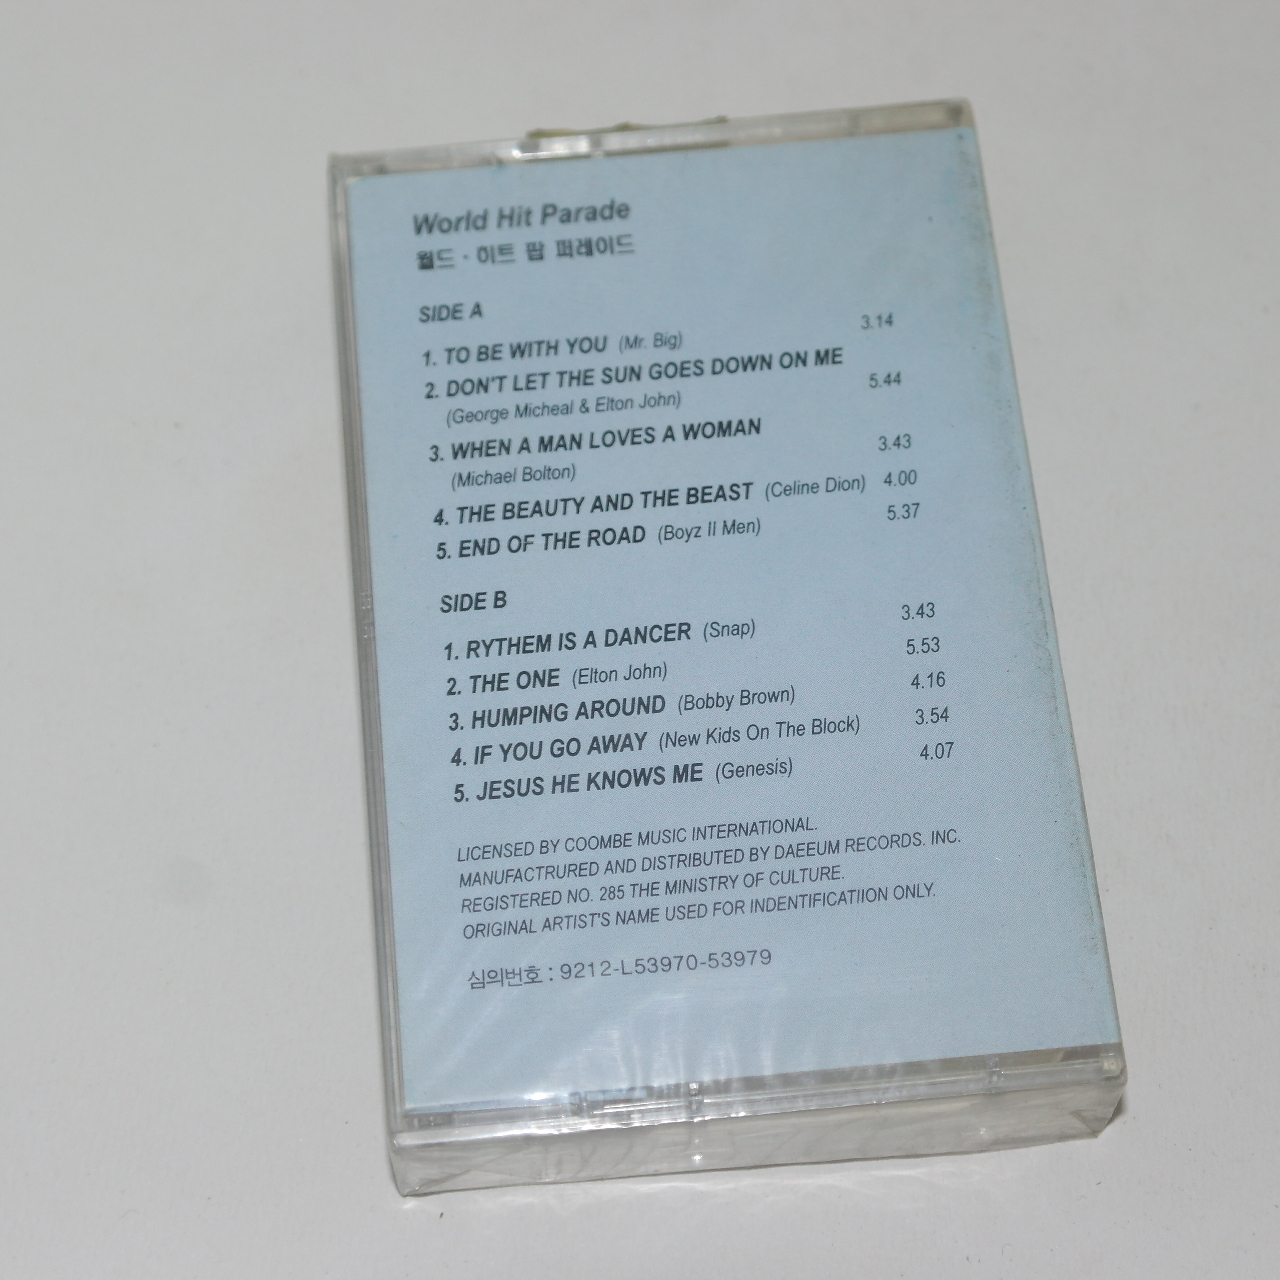 World Hit Parade
월드·히트 팝 퍼레이드
SIDE A
1. TO BE WITH YOU (Mr. Big) 3.14
2. DON'T LET THE SUN GOES DOWN ON ME
(George Micheal & Elton John) 5.44
3. WHEN A MAN LOVES A WOMAN
(Michael Bolton) 3.43
4. THE BEAUTY AND THE BEAST (Celine Dion) 4.00
5. END OF THE ROAD (Boyz II Men) 5.37
SIDE B
1. RYTHEM IS A DANCER (Snap) 3.43
2. THE ONE (Elton John) 5.53
3. HUMPING AROUND (Bobby Brown) 4.16
4. IF YOU GO AWAY (New Kids On The Block) 3.54
5. JESUS HE KNOWS ME (Genesis) 4.07
LICENSED BY COOMBE MUSIC INTERNATIONAL.
MANUFACTRURED AND DISTRIBUTED BY DAEEUM RECORDS. INC.
REGISTERED NO. 285 THE MINISTRY OF CULTURE.
ORIGINAL ARTIST'S NAME USED FOR INDENTIFICATIION ONLY.
심의번호 : 9212-L53970-53979